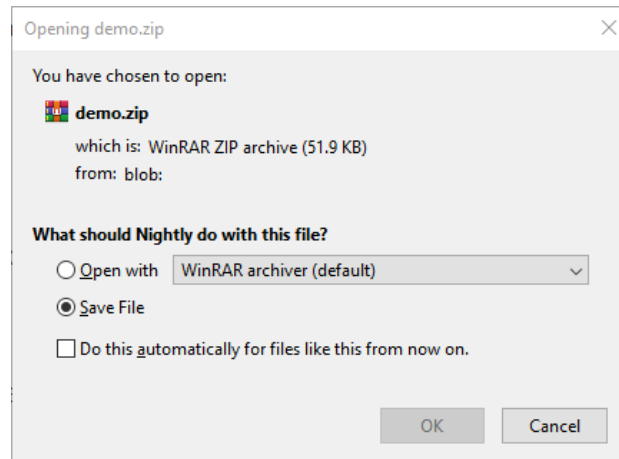 Opening demo.zip
You have chosen to open:
demo.zip
which is: WinRAR ZIP archive (51.9 KB)
from: blob:
What should Nightly do with this file?
Open with WinRAR archiver (default)
Save File
Do this automatically for files like this from now on.
OK Cancel